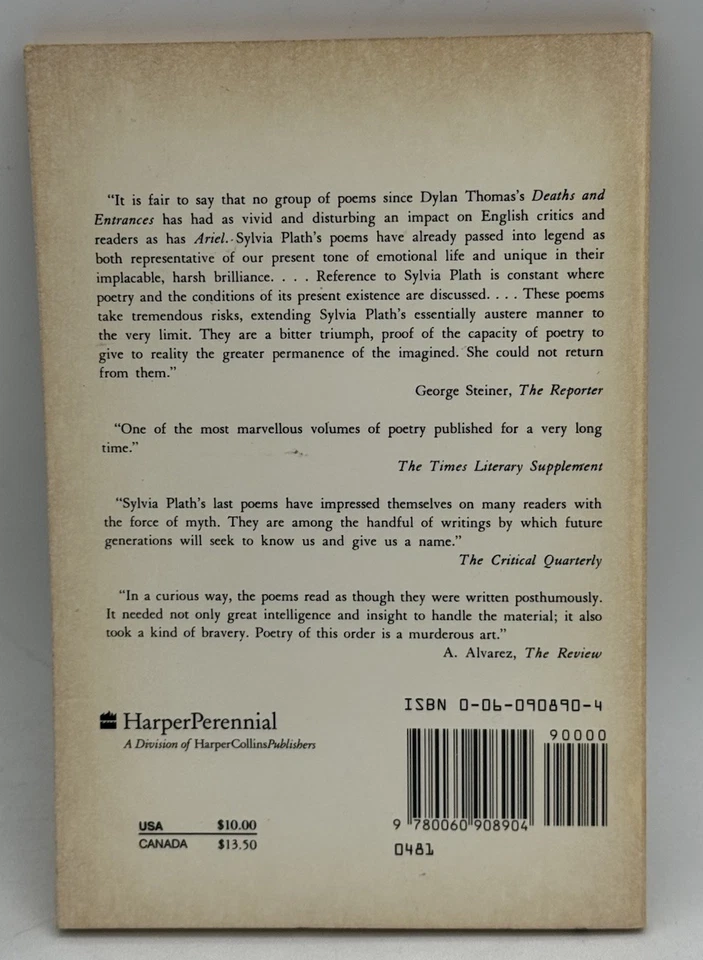 “It is fair to say that no group of poems since Dylan Thomas’s Deaths and
Entrances has had as vivid and disturbing an impact on English critics and
readers as has Ariel. Sylvia Plath’s poems have already passed into legend as
both representative of our present tone of emotional life and unique in their
implacable, harsh brilliance. . . . Reference to Sylvia Plath is constant where
poetry and the conditions of its present existence are discussed. . . . These poems
take tremendous risks, extending Sylvia Plath’s essentially austere manner to
the very limit. They are a bitter triumph, proof of the capacity of poetry to
give to reality the greater permanence of the imagined. She could not return
from them.”
George Steiner, The Reporter
“One of the most marvellous volumes of poetry published for a very long
time.”
The Times Literary Supplement
“Sylvia Plath’s last poems have impressed themselves on many readers with
the force of myth. They are among the handful of writings by which future
generations will seek to know us and give us a name.”
The Critical Quarterly
“In a curious way, the poems read as though they were written posthumously.
It needed not only great intelligence and insight to handle the material; it also
took a kind of bravery. Poetry of this order is a murderous art.”
A. Alvarez, The Review
HarperPerennial
A Division of HarperCollinsPublishers
USA $10.00
CANADA $13.50
ISBN 0-06-090890-4
90000
9 780060 908904
0481